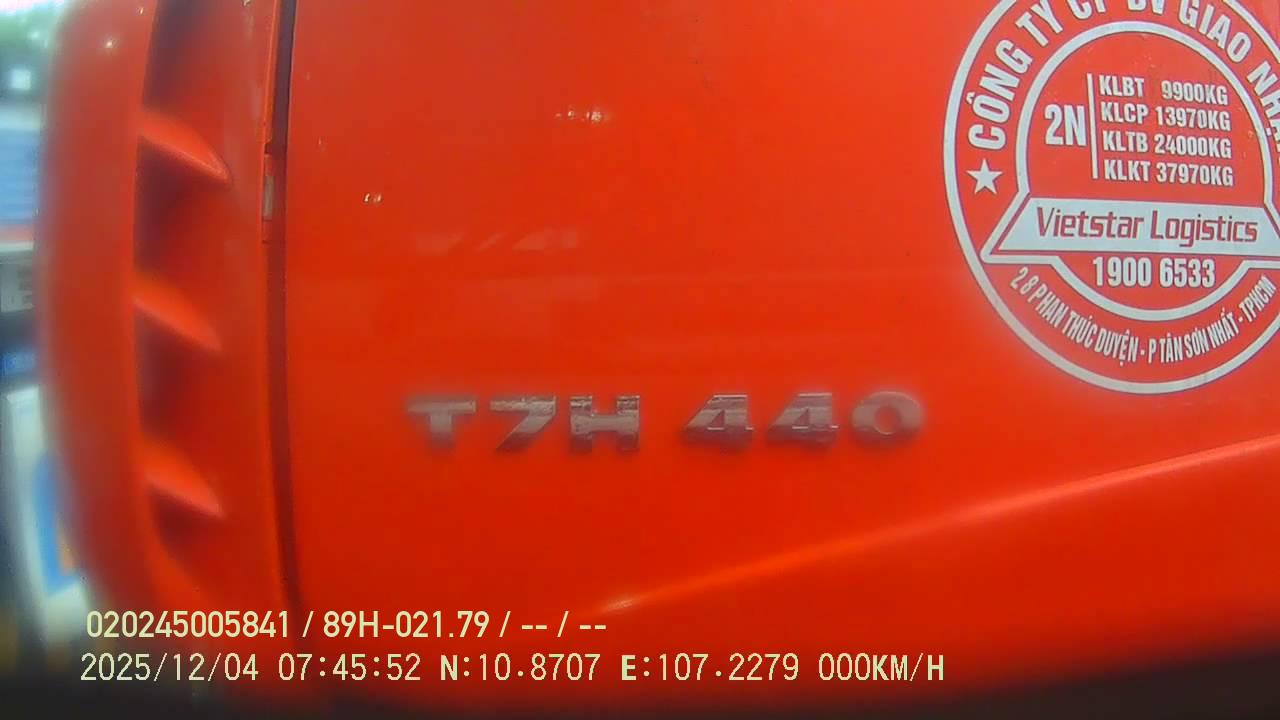 CÔNG TY CP DV GIAO NHẬN
2N
KLBT 9900KG
KLCP 13970KG
KLTB 24000KG
KLKT 37970KG
Vietstar Logistics
1900 6533
28 PHAN THÚC DUYỆN - P TÂN SƠN NHẤT - TPHCM
T7H 440
020245005841 / 89H-021.79 / -- / --
2025/12/04 07:45:52 N:10.8707 E:107.2279 000KM/H